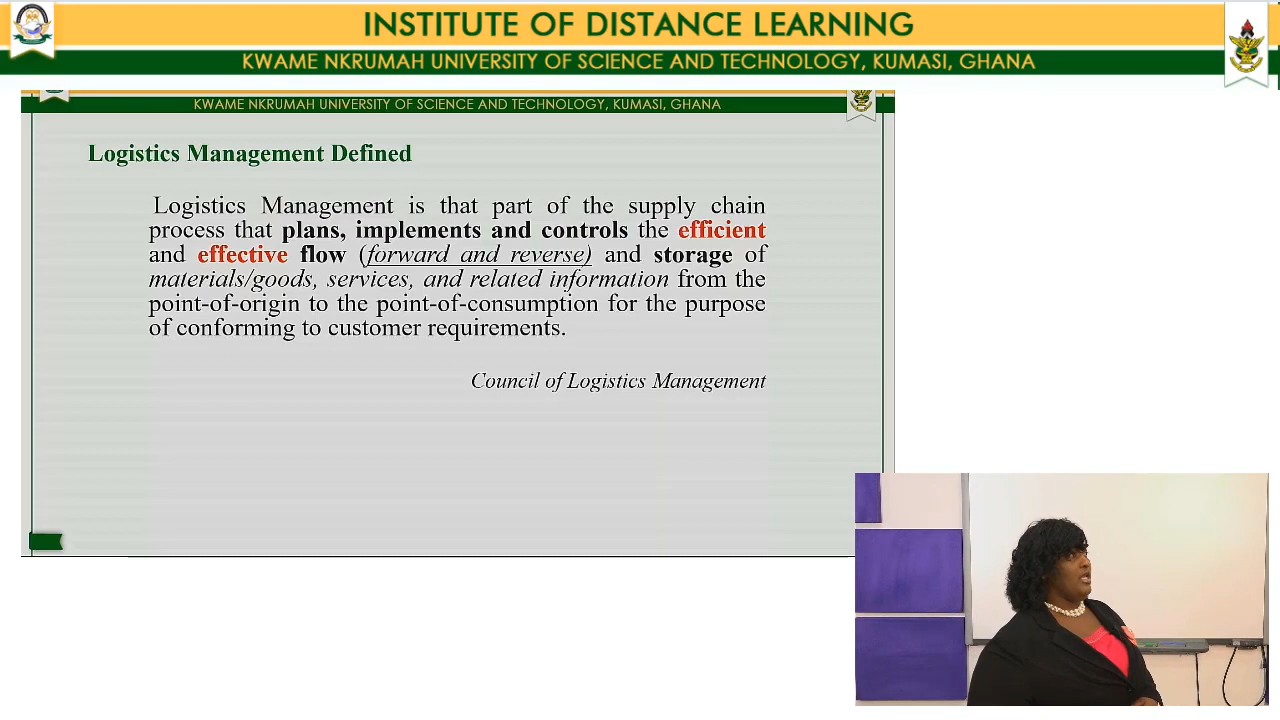 INSTITUTE OF DISTANCE LEARNING
KWAME NKRUMAH UNIVERSITY OF SCIENCE AND TECHNOLOGY, KUMASI, GHANA
KWAME NKRUMAH UNIVERSITY OF SCIENCE AND TECHNOLOGY, KUMASI, GHANA
Logistics Management Defined
Logistics Management is that part of the supply chain
process that plans, implements and controls the efficient
and effective flow (forward and reverse) and storage of
materials/goods, services, and related information from the
point-of-origin to the point-of-consumption for the purpose
of conforming to customer requirements.
Council of Logistics Management